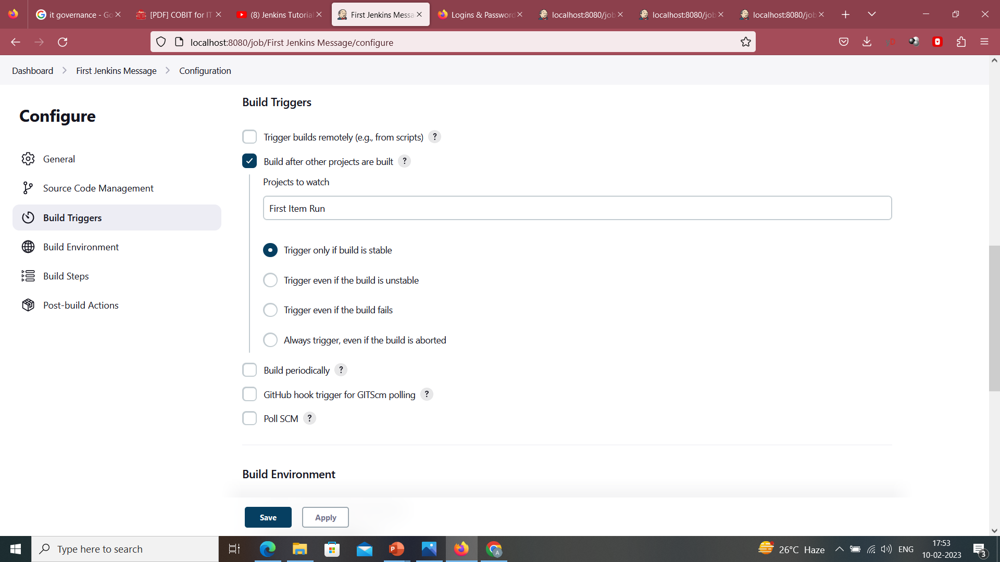 it governance - Go
[PDF] COBIT for IT
(8) Jenkins Tutorial
First Jenkins Messa
Logins & Password
localhost:8080/job
localhost:8080/job
localhost:8080/job
localhost:8080/job/First Jenkins Message/configure
Dashboard > First Jenkins Message > Configuration
Configure
General
Source Code Management
Build Triggers
Build Environment
Build Steps
Post-build Actions
Build Triggers
Trigger builds remotely (e.g., from scripts) ?
Build after other projects are built ?
Projects to watch
First Item Run
Trigger only if build is stable
Trigger even if the build is unstable
Trigger even if the build fails
Always trigger, even if the build is aborted
Build periodically ?
GitHub hook trigger for GITScm polling ?
Poll SCM ?
Build Environment
Save Apply
Type here to search
26°C Haze
ENG
17:53
10-02-2023
3